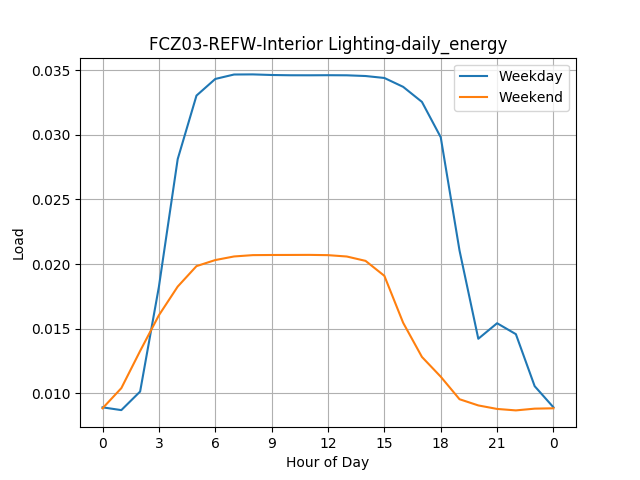 FCZ03-REFW-Interior Lighting-daily_energy
Weekday
Weekend
0.035
0.030
0.025
0.020
0.015
0.010
Load
0 3 6 9 12 15 18 21 0
Hour of Day